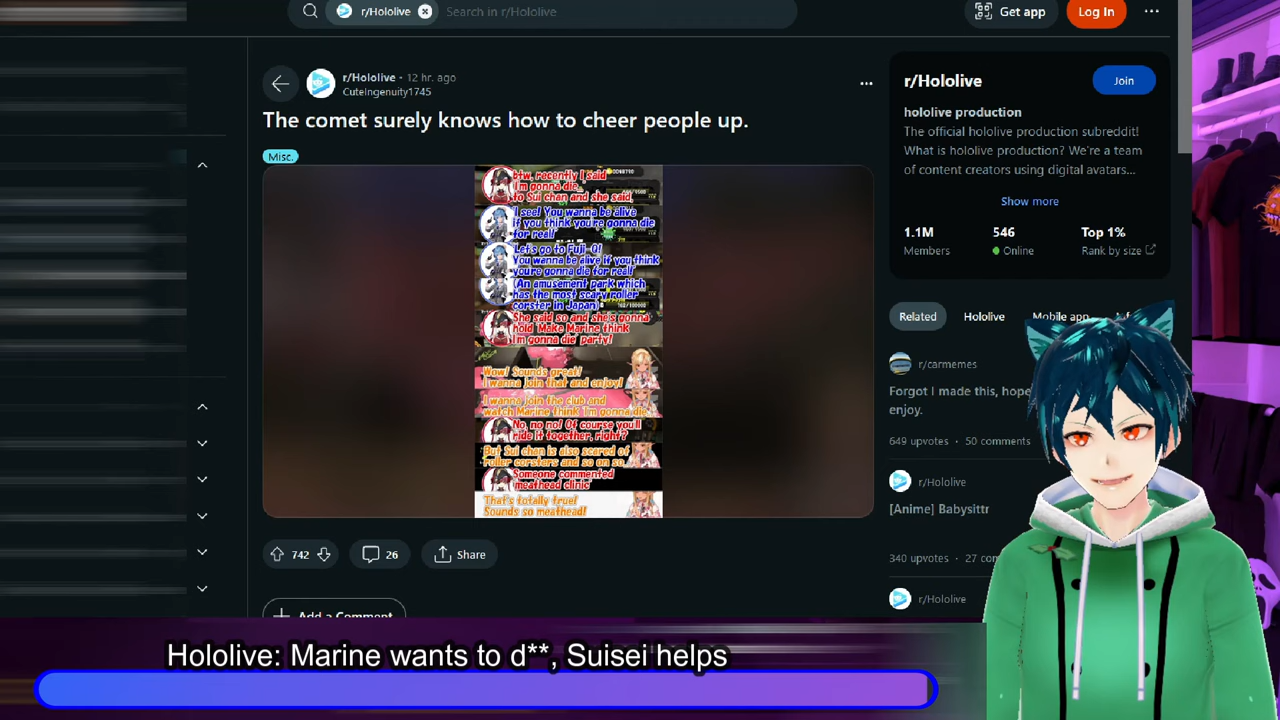 r/Hololive
Search in r/Hololive
Get app
Log In
r/Hololive • 12 hr. ago
CuteIngenuity1745
The comet surely knows how to cheer people up.
Misc.
btw, recently I said
I'm gonna die...
to Sui chan and she said,
I see! You wanna be alive
if you think you're gonna die
for real!
Let's go to Fuji-Q!
You wanna be alive if you think
you're gonna die for real!
(An amusement park which
has the most scary roller
corster in Japan)
She said so and she's gonna
hold 'Make Marine think
I'm gonna die' party!
Wow! Sounds great!
I wanna join that and enjoy!
I wanna join the club and
watch Marine think 'I'm gonna die'
No, no, no! Of course you'll
ride it together, right?
But Sui chan is also scared of
roller corsters and so on so...
Someone commented
meathead clinic
That's totally true!
Sounds so meathead!
742
26
Share
Add a Comment
r/Hololive
Join
hololive production
The official hololive production subreddit!
What is hololive production? We're a team
of content creators using digital avatars...
Show more
1.1M
546
Top 1%
Members
Online
Rank by size
Related
Hololive
Mobile app
r/carmemes
Forgot I made this, hope
enjoy.
649 upvotes • 50 comments
r/Hololive
[Anime] Babysittr
340 upvotes • 27 com
r/Hololive
Hololive: Marine wants to d**, Suisei helps